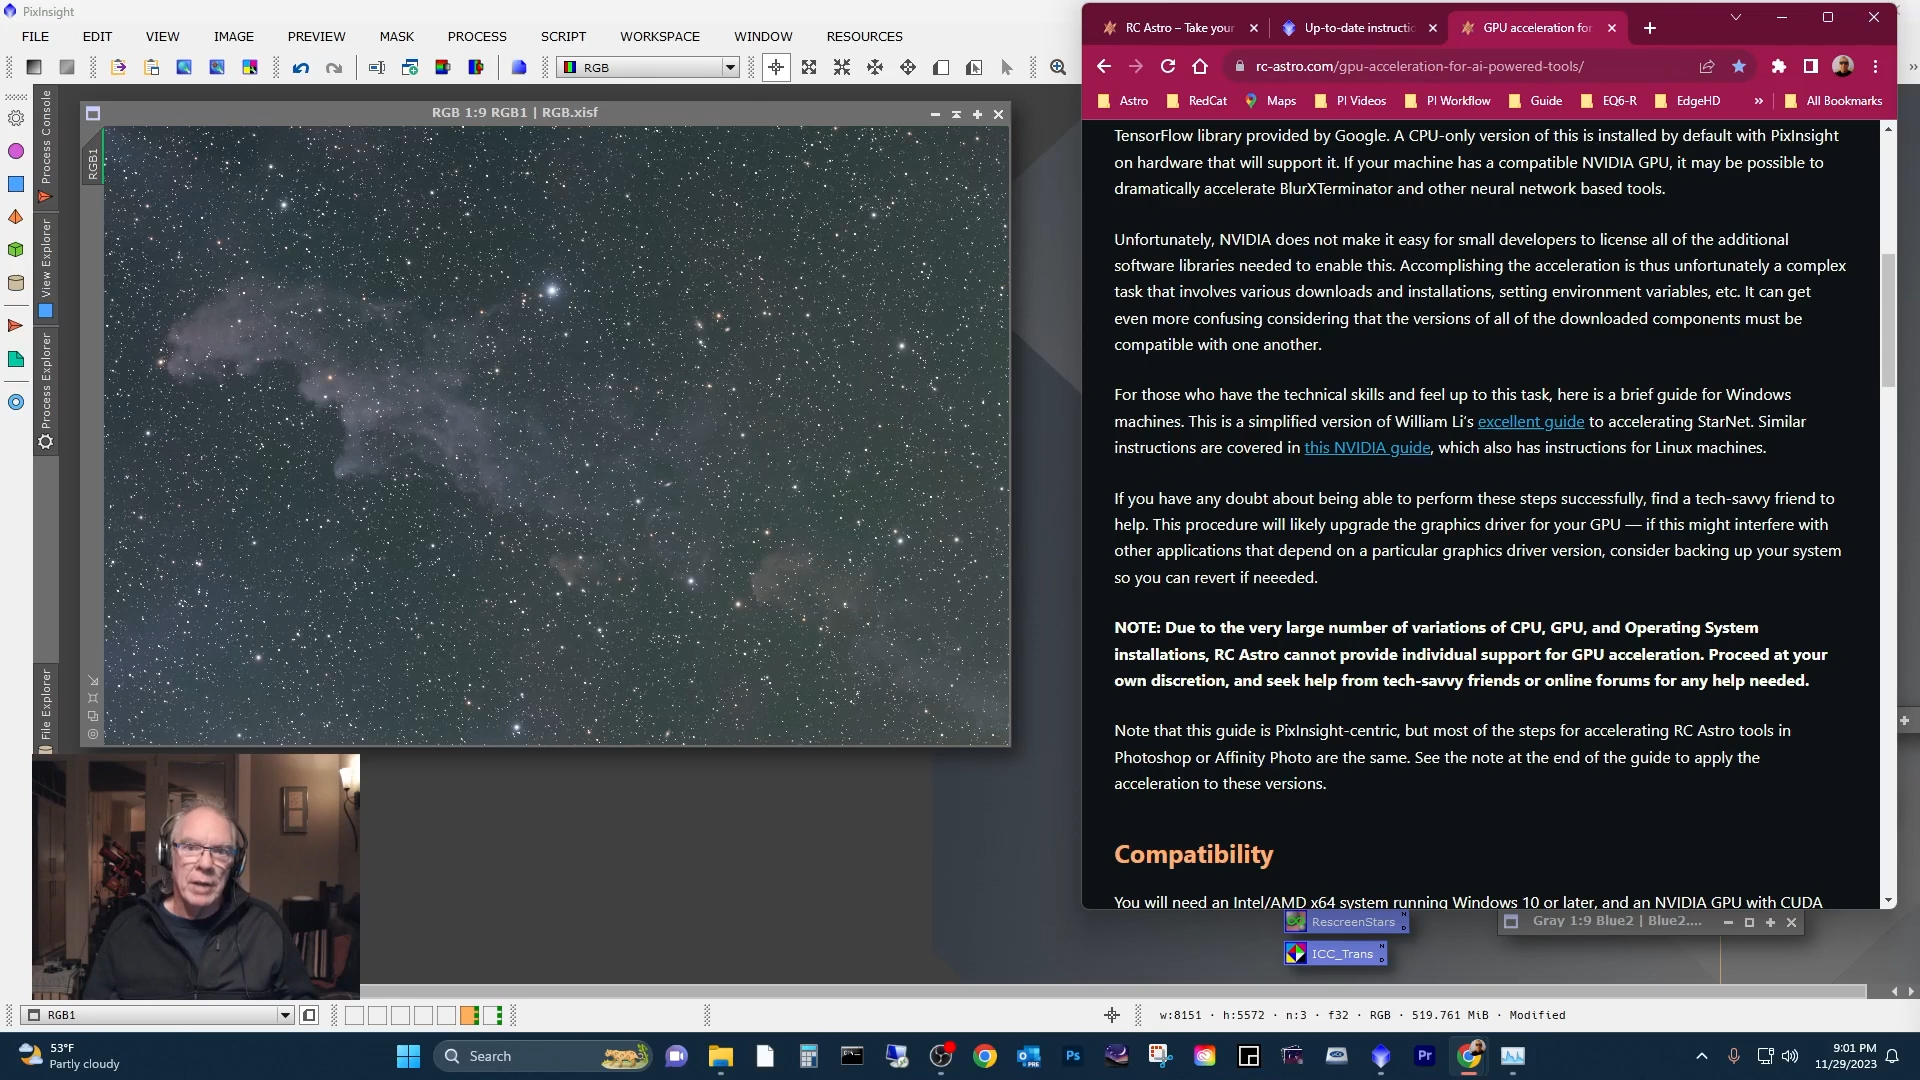 PixInsight
FILE EDIT VIEW IMAGE PREVIEW MASK PROCESS SCRIPT WORKSPACE WINDOW RESOURCES
RGB
RGB 1:9 RGB1 | RGB.xisf
RGB1
Process Console
View Explorer
Process Explorer
File Explorer
RC Astro – Take your
Up-to-date instructio
GPU acceleration for
rc-astro.com/gpu-acceleration-for-ai-powered-tools/
Astro RedCat Maps PI Videos PI Workflow Guide EQ6-R EdgeHD » All Bookmarks
TensorFlow library provided by Google. A CPU-only version of this is installed by default with PixInsight
on hardware that will support it. If your machine has a compatible NVIDIA GPU, it may be possible to
dramatically accelerate BlurXTerminator and other neural network based tools.
Unfortunately, NVIDIA does not make it easy for small developers to license all of the additional
software libraries needed to enable this. Accomplishing the acceleration is thus unfortunately a complex
task that involves various downloads and installations, setting environment variables, etc. It can get
even more confusing considering that the versions of all of the downloaded components must be
compatible with one another.
For those who have the technical skills and feel up to this task, here is a brief guide for Windows
machines. This is a simplified version of William Li's excellent guide to accelerating StarNet. Similar
instructions are covered in this NVIDIA guide, which also has instructions for Linux machines.
If you have any doubt about being able to perform these steps successfully, find a tech-savvy friend to
help. This procedure will likely upgrade the graphics driver for your GPU — if this might interfere with
other applications that depend on a particular graphics driver version, consider backing up your system
so you can revert if neeeded.
NOTE: Due to the very large number of variations of CPU, GPU, and Operating System
installations, RC Astro cannot provide individual support for GPU acceleration. Proceed at your
own discretion, and seek help from tech-savvy friends or online forums for any help needed.
Note that this guide is PixInsight-centric, but most of the steps for accelerating RC Astro tools in
Photoshop or Affinity Photo are the same. See the note at the end of the guide to apply the
acceleration to these versions.
Compatibility
You will need an Intel/AMD x64 system running Windows 10 or later, and an NVIDIA GPU with CUDA
RescreenStars
Gray 1:9 Blue2 | Blue2....
ICC_Trans
RGB1
w:8151 · h:5572 · n:3 · f32 · RGB · 519.761 MiB · Modified
53°F
Partly cloudy
Search
PRE
Ps
Pr
9:01 PM
11/29/2023